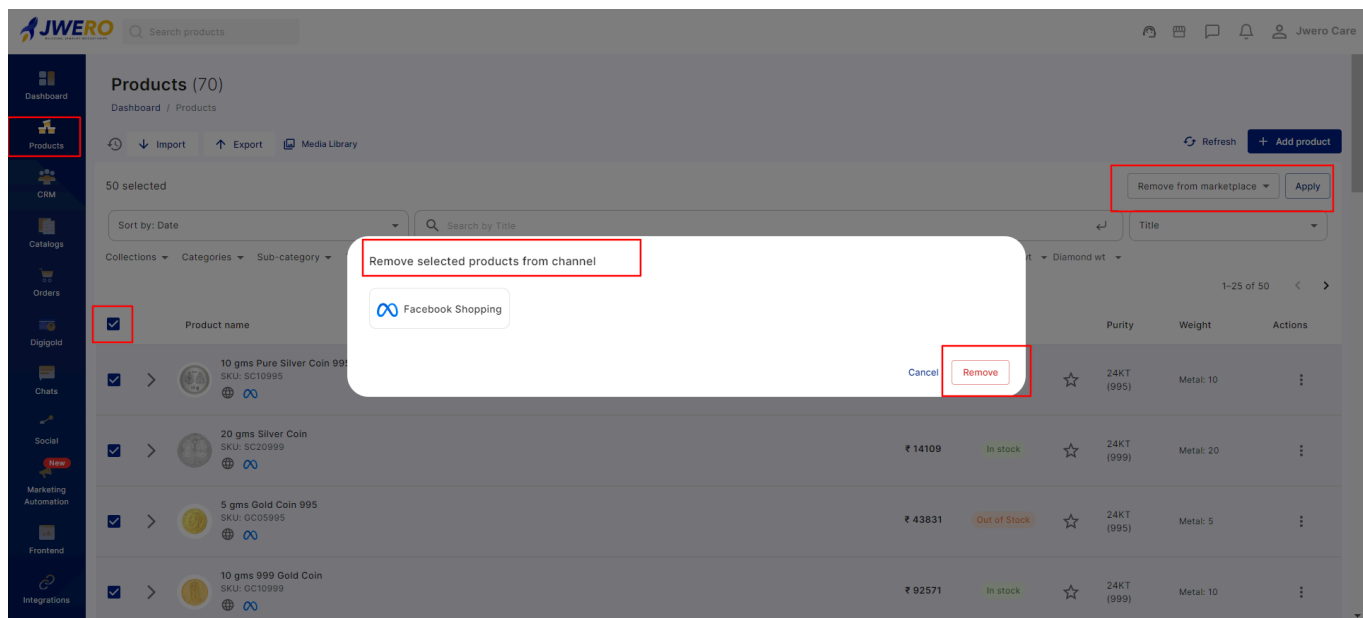 JWERO
Search products
Jwero Care
Dashboard
Products
CRM
Catalogs
Orders
Digigold
Chats
Social
New
Marketing
Automation
Frontend
Integrations
Products (70)
Dashboard / Products
Import
Export
Media Library
Refresh
+ Add product
50 selected
Remove from marketplace
Apply
Sort by: Date
Search by Title
Title
Collections
Categories
Sub-category
Diamond wt
1–25 of 50
Remove selected products from channel
Facebook Shopping
Cancel
Remove
Product name
Purity
Weight
Actions
10 gms Pure Silver Coin 995
SKU: SC10995
24KT
(995)
Metal: 10
20 gms Silver Coin
SKU: SC20999
₹ 14109
In stock
24KT
(999)
Metal: 20
5 gms Gold Coin 995
SKU: GC05995
₹ 43831
Out of Stock
24KT
(995)
Metal: 5
10 gms 999 Gold Coin
SKU: GC10999
₹ 92571
In stock
24KT
(999)
Metal: 10